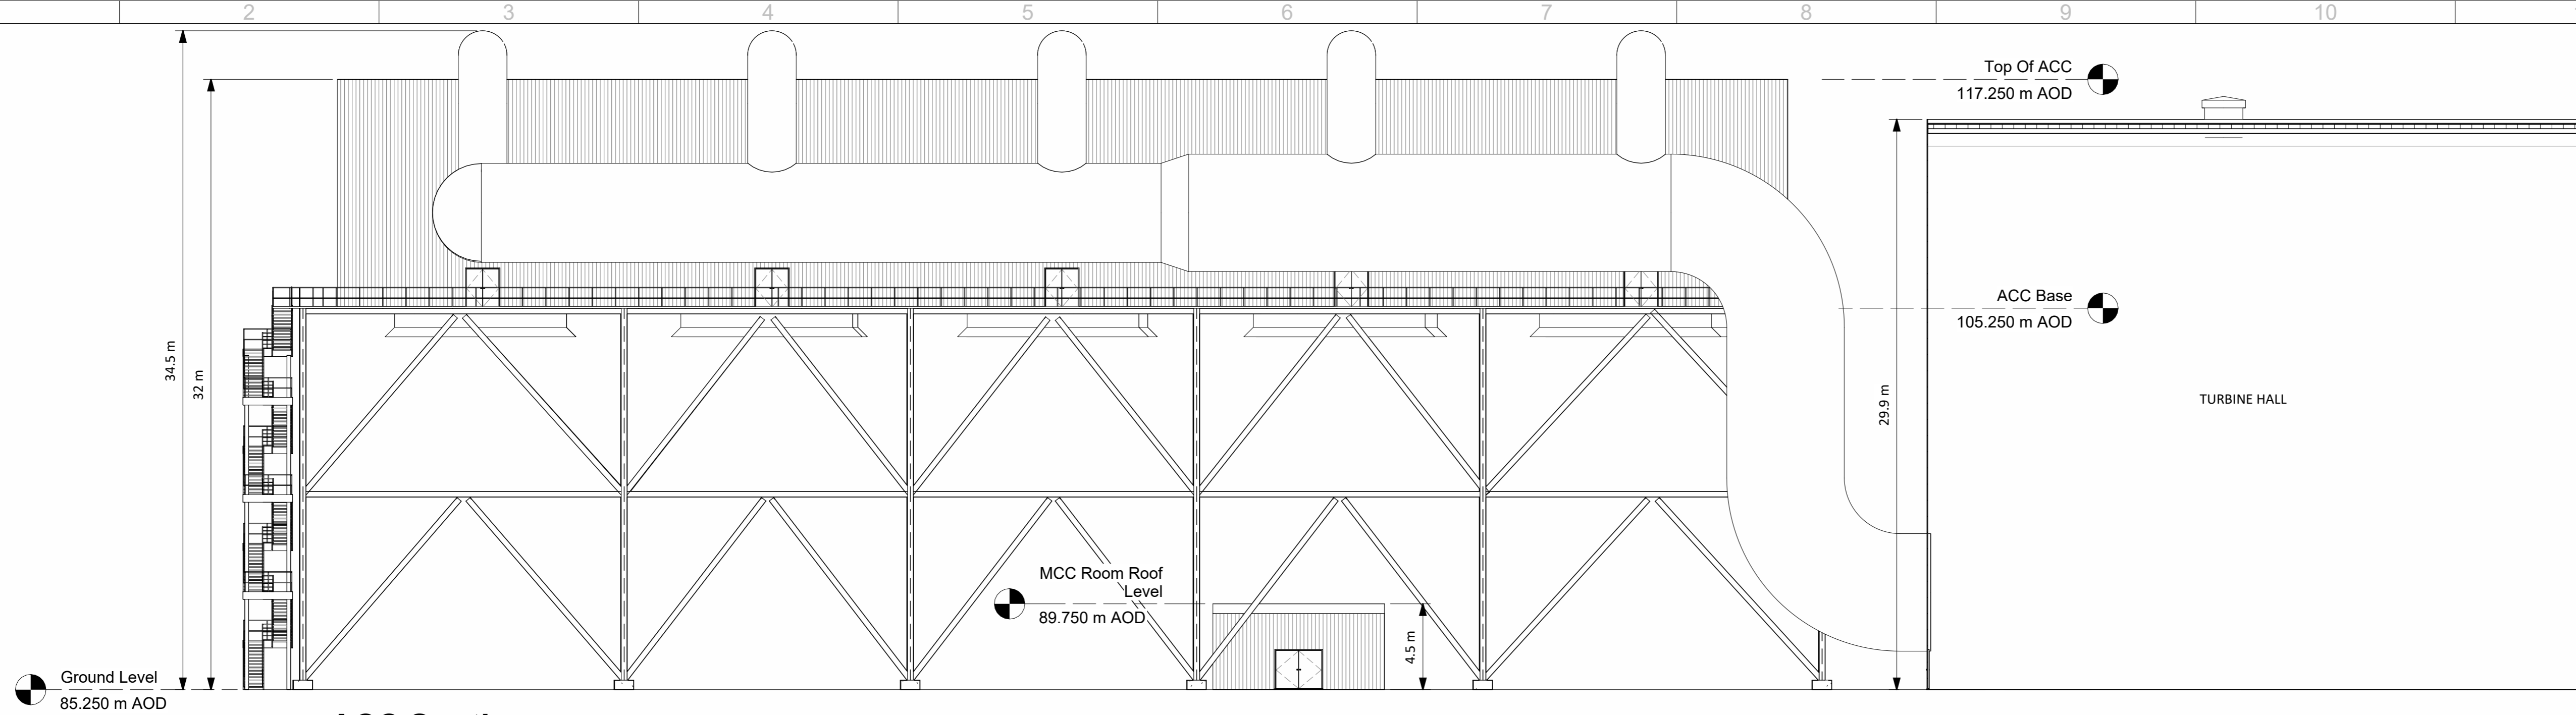 2 3 4 5 6 7 8 9 10
Top Of ACC
117.250 m AOD
34.5 m
32 m
29.9 m
ACC Base
105.250 m AOD
TURBINE HALL
MCC Room Roof
Level
89.750 m AOD
4.5 m
Ground Level
85.250 m AOD